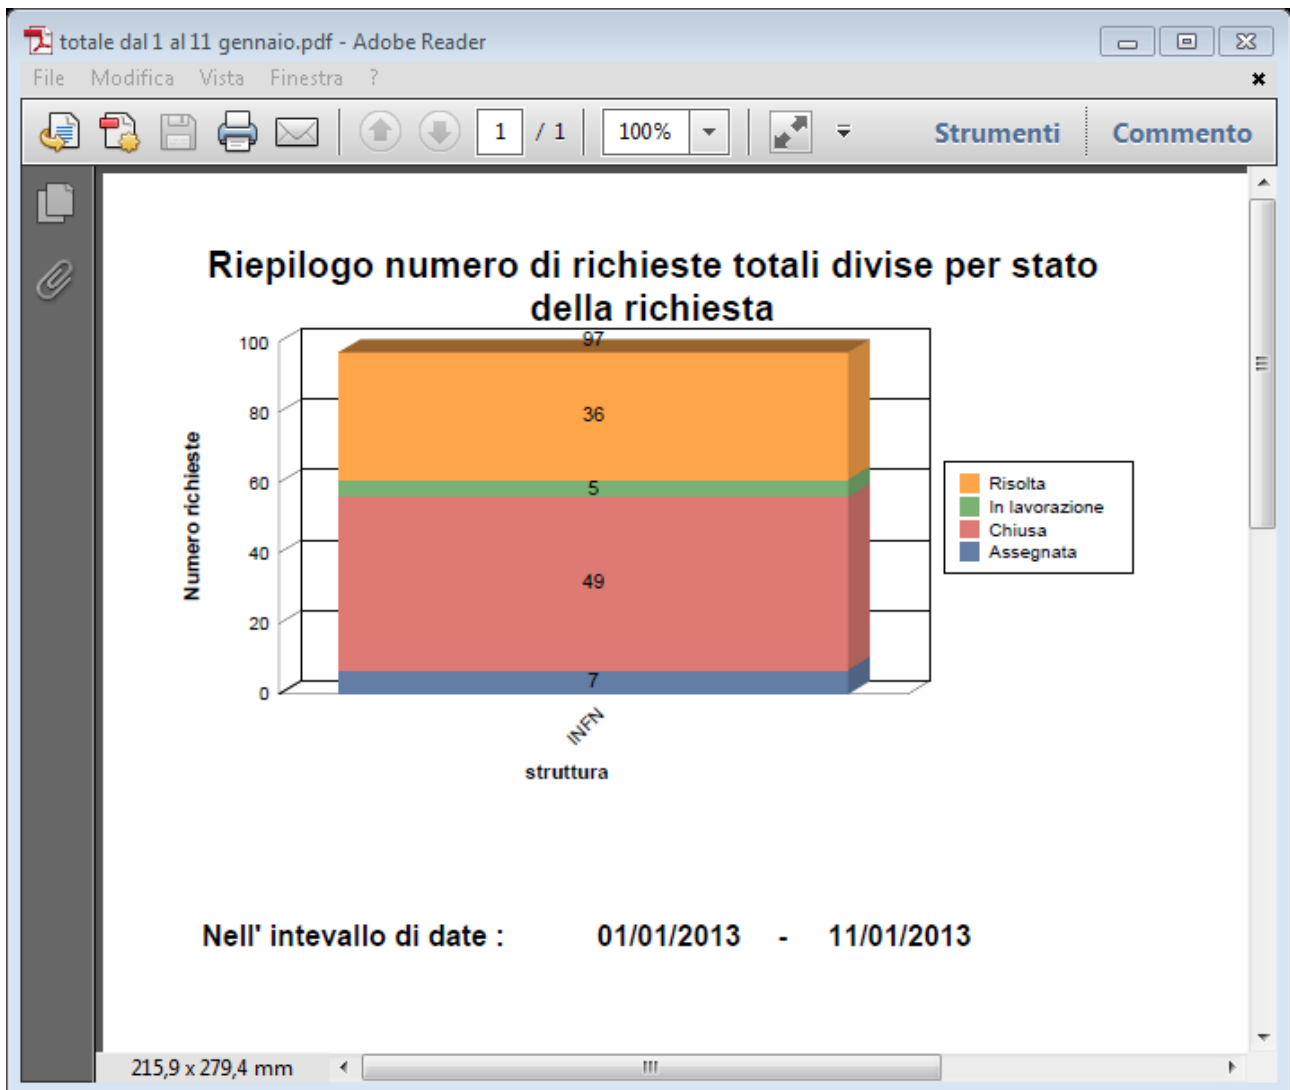 totale dal 1 al 11 gennaio.pdf - Adobe Reader
File Modifica Vista Finestra ?
1 / 1 100% Strumenti Commento
Riepilogo numero di richieste totali divise per stato
della richiesta
Numero richieste
100
80
60
40
20
0
97
36
5
49
7
INFN
struttura
Risolta
In lavorazione
Chiusa
Assegnata
Nell' intevallo di date : 01/01/2013 - 11/01/2013
215,9 x 279,4 mm